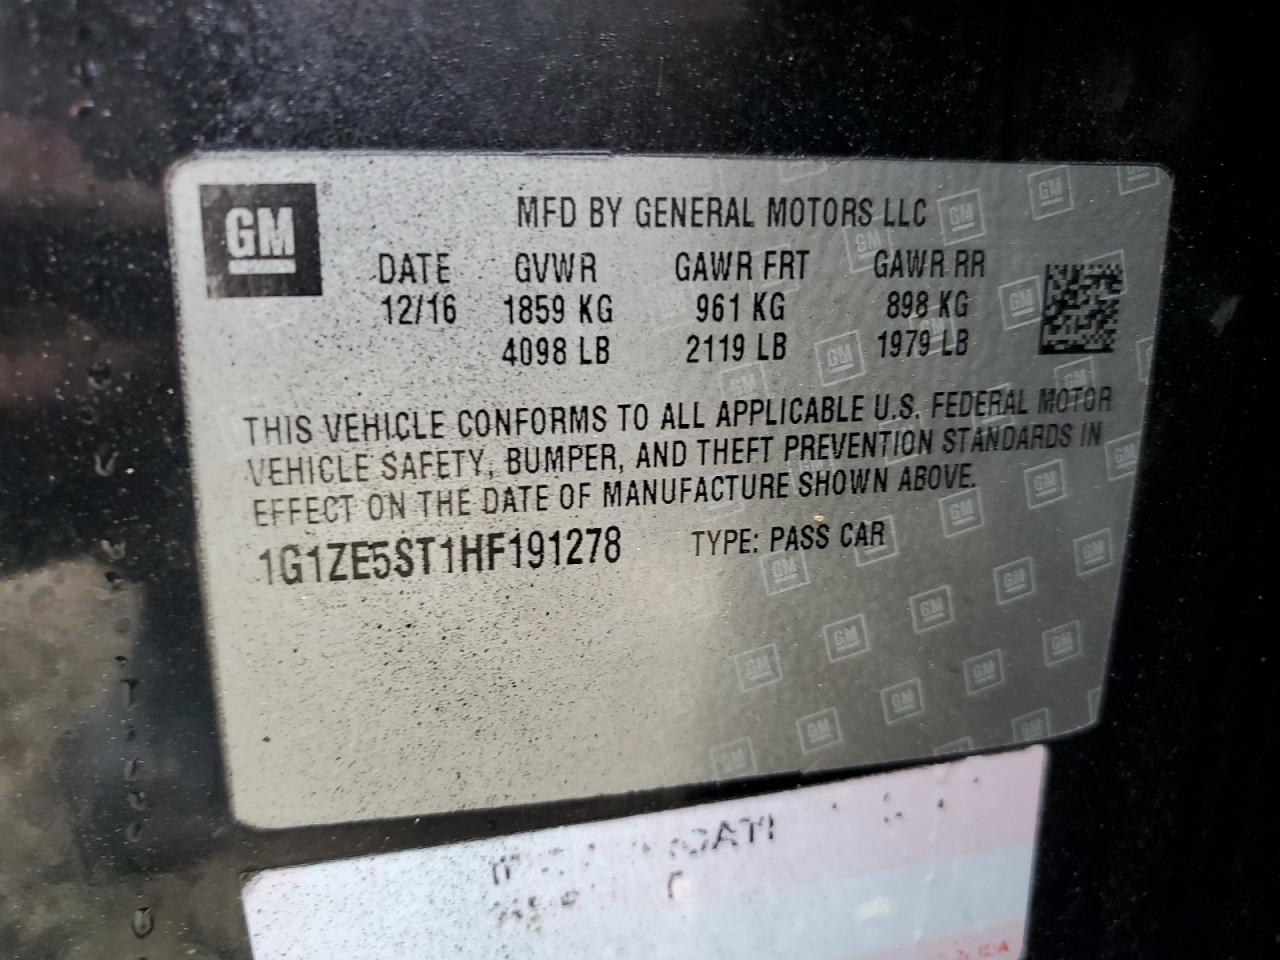 GM
MFD BY GENERAL MOTORS LLC
DATE GVWR GAWR FRT GAWR RR
12/16 1859 KG 961 KG 898 KG
4098 LB 2119 LB 1979 LB
THIS VEHICLE CONFORMS TO ALL APPLICABLE U.S. FEDERAL MOTOR
VEHICLE SAFETY, BUMPER, AND THEFT PREVENTION STANDARDS IN
EFFECT ON THE DATE OF MANUFACTURE SHOWN ABOVE.
1G1ZE5ST1HF191278 TYPE: PASS CAR